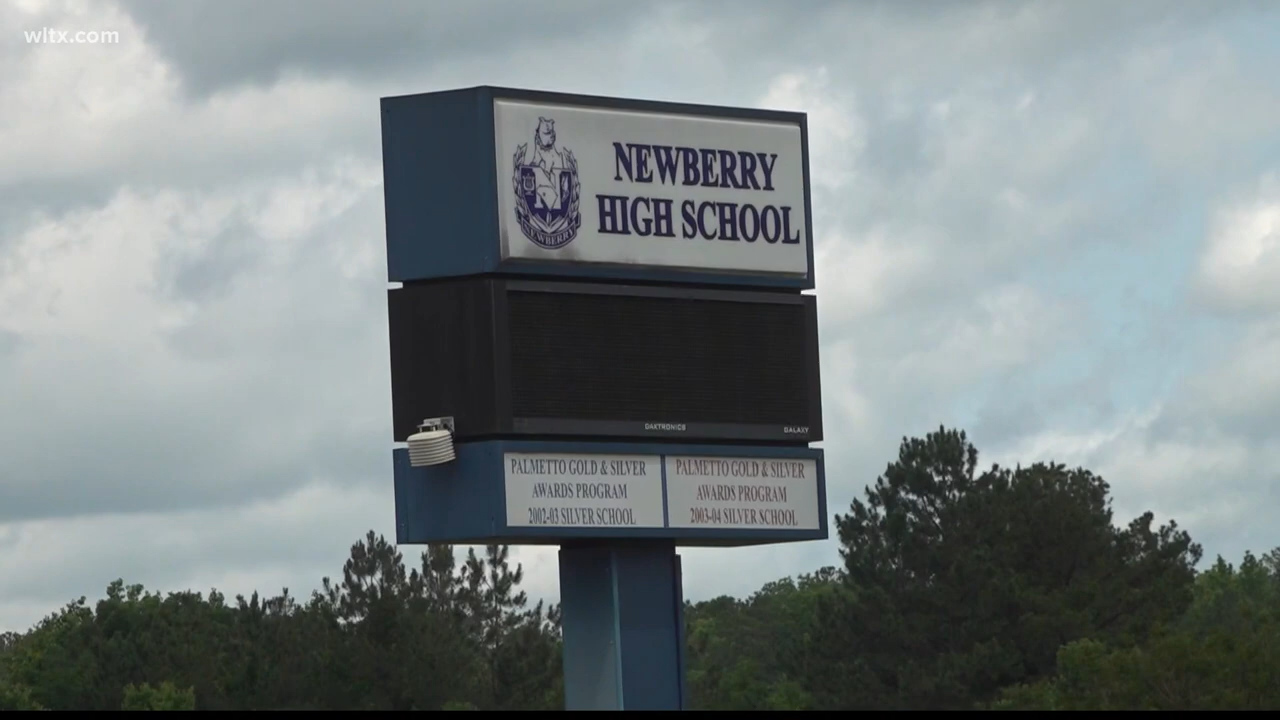 wltx.com
NEWBERRY
HIGH SCHOOL
NEWBERRY
DAKTRONICS
GALAXY
PALMETTO GOLD & SILVER
AWARDS PROGRAM
2002-03 SILVER SCHOOL
PALMETTO GOLD & SILVER
AWARDS PROGRAM
2003-04 SILVER SCHOOL